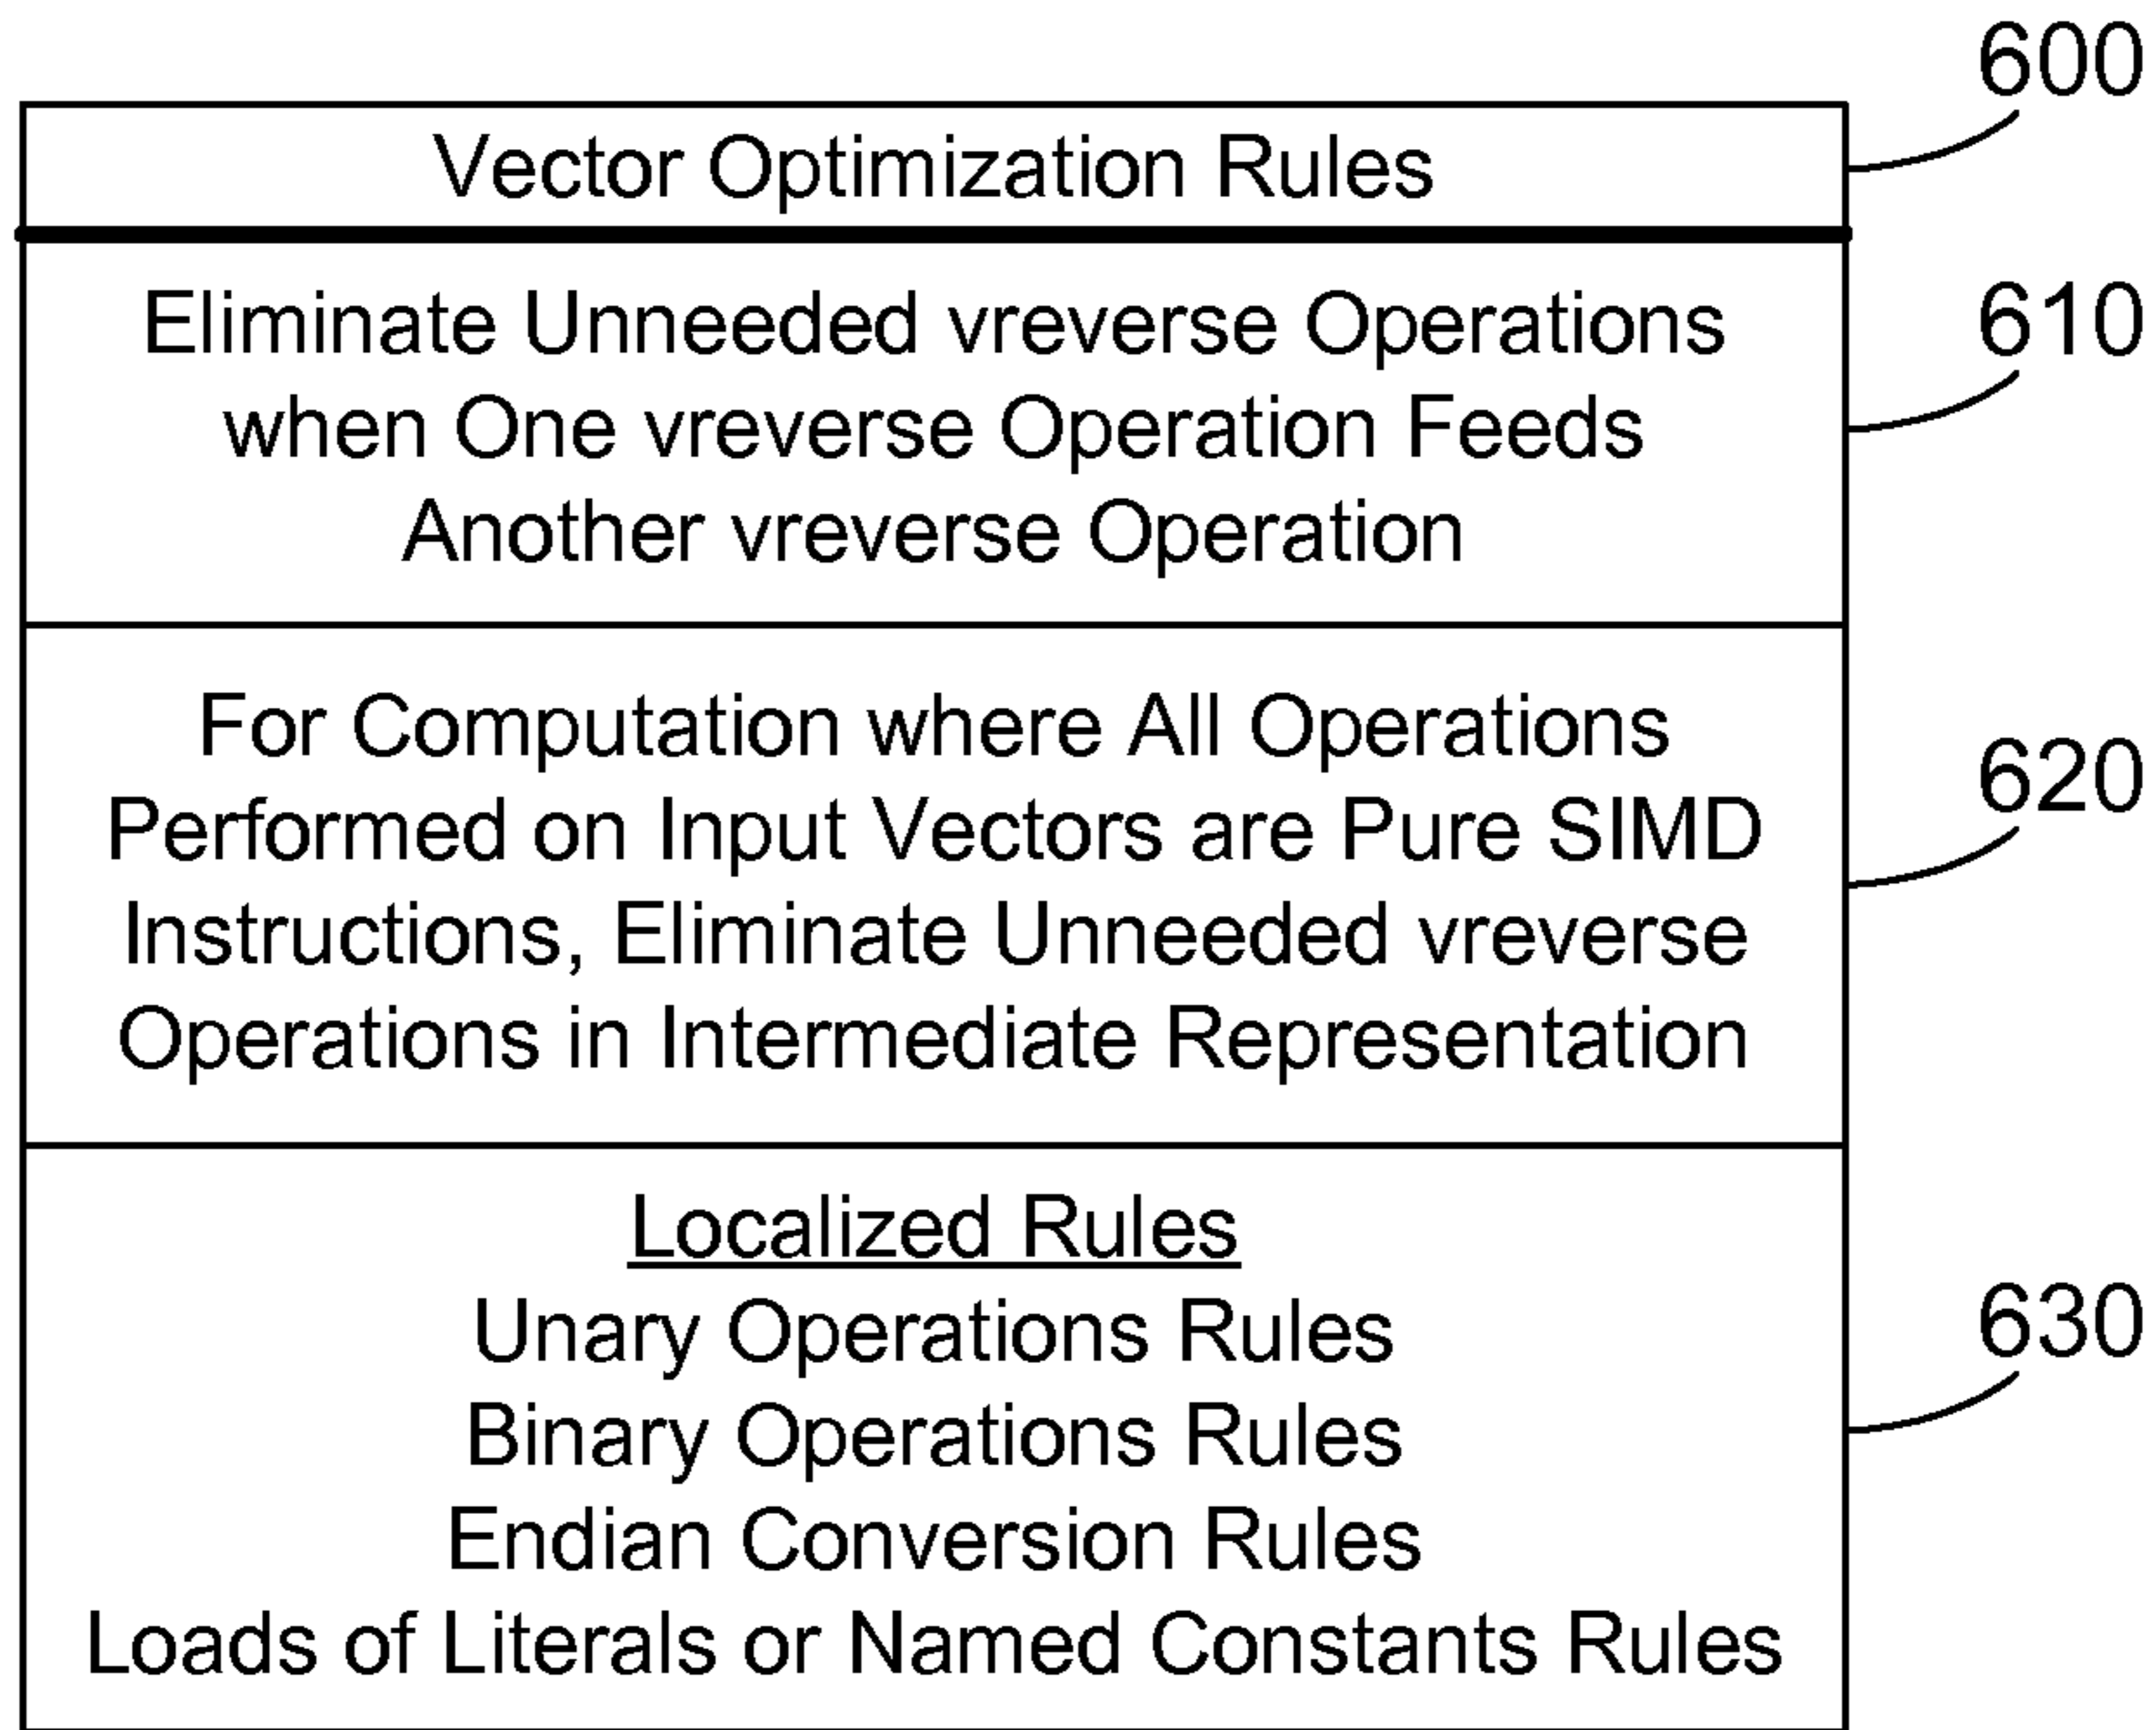 600
Vector Optimization Rules
Eliminate Unneeded vreverse Operations
when One vreverse Operation Feeds
Another vreverse Operation
610
For Computation where All Operations
Performed on Input Vectors are Pure SIMD
Instructions, Eliminate Unneeded vreverse
Operations in Intermediate Representation
620
Localized Rules
Unary Operations Rules
Binary Operations Rules
Endian Conversion Rules
Loads of Literals or Named Constants Rules
630